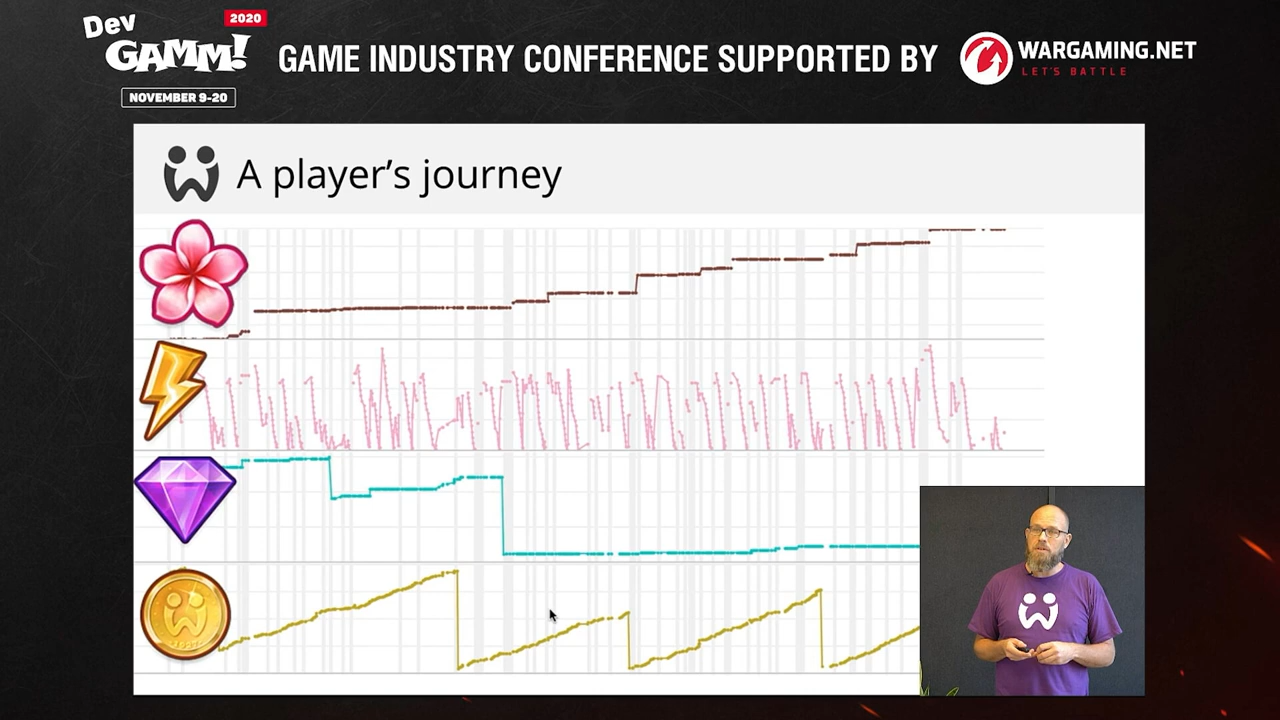 Dev
2020
GAMM!
NOVEMBER 9-20
GAME INDUSTRY CONFERENCE SUPPORTED BY
WARGAMING.NET
LET'S BATTLE
A player's journey